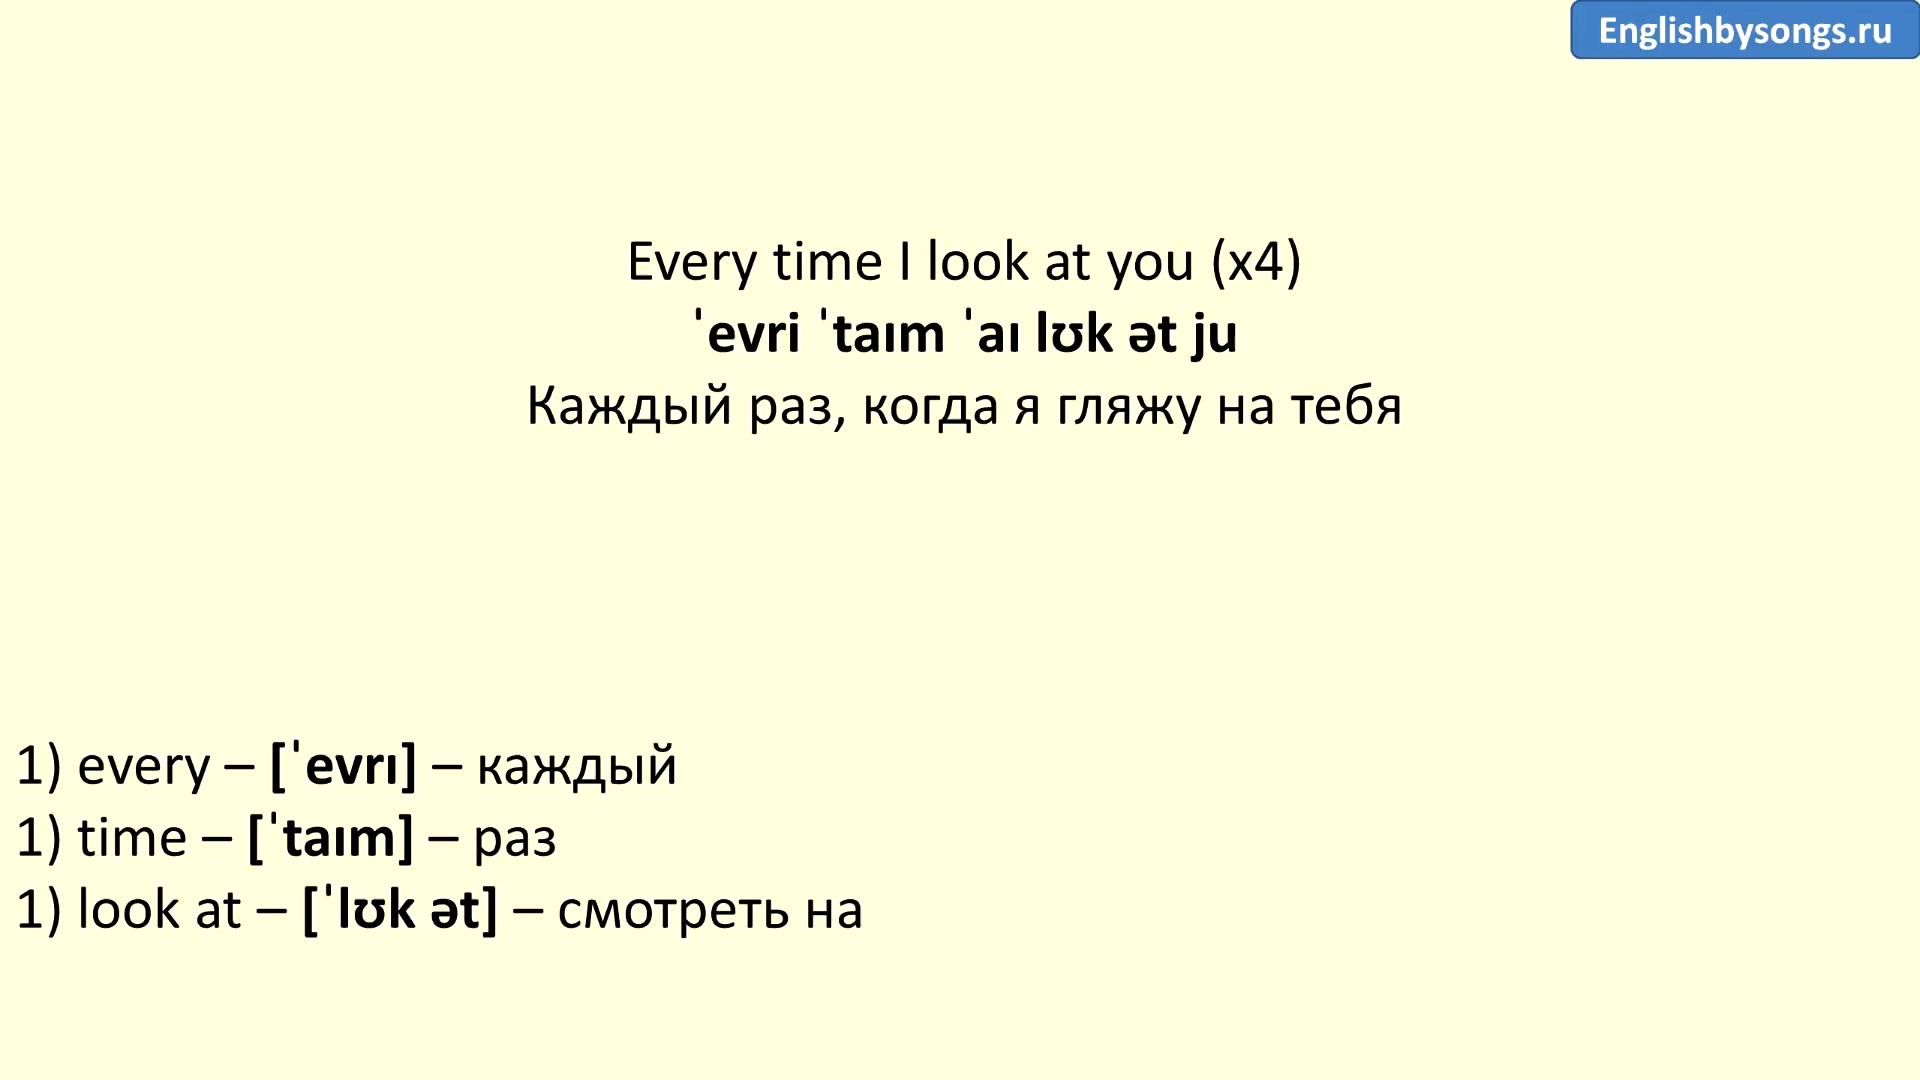 Englishbysongs.ru
Every time I look at you (x4)
ˈevri ˈtaɪm ˈaɪ lʊk ət ju
Каждый раз, когда я гляжу на тебя
1) every – [ˈevrɪ] – каждый
1) time – [ˈtaɪm] – раз
1) look at – [ˈlʊk ət] – смотреть на